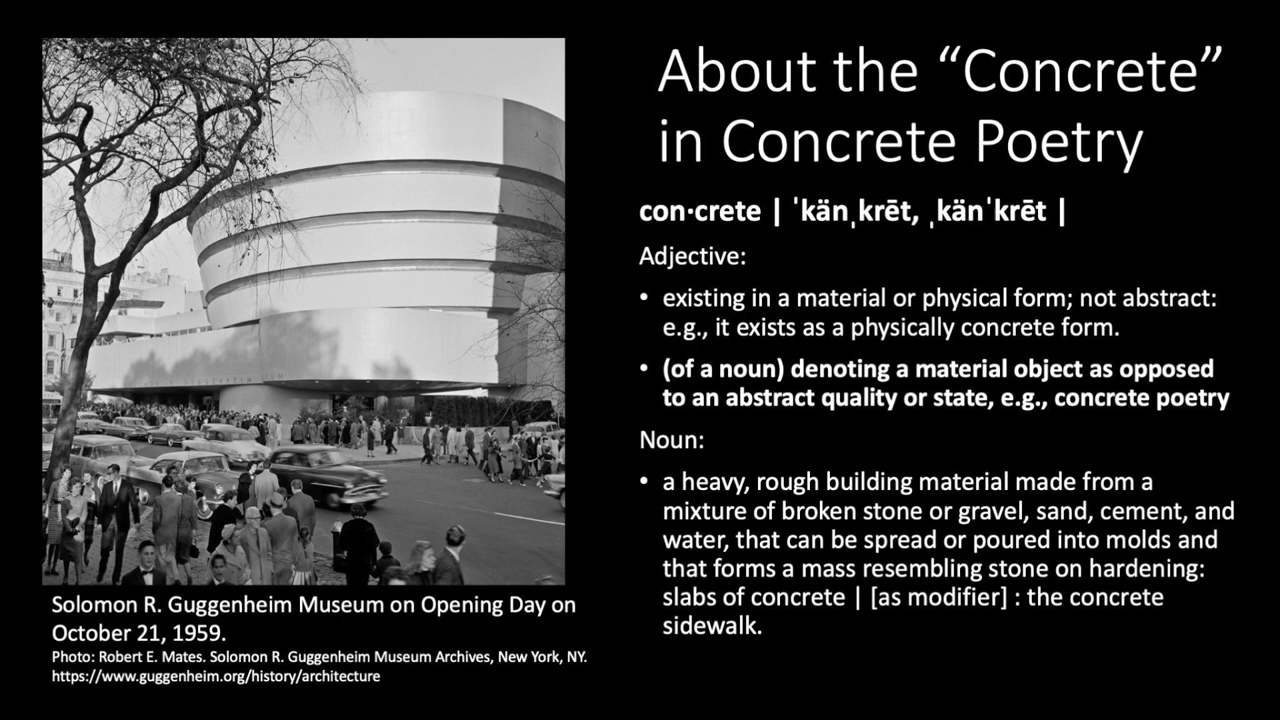 About the “Concrete”
in Concrete Poetry
con·crete | ˈkänˌkrēt, ˌkänˈkrēt |
Adjective:
• existing in a material or physical form; not abstract:
e.g., it exists as a physically concrete form.
• (of a noun) denoting a material object as opposed
to an abstract quality or state, e.g., concrete poetry
Noun:
• a heavy, rough building material made from a
mixture of broken stone or gravel, sand, cement, and
water, that can be spread or poured into molds and
that forms a mass resembling stone on hardening:
slabs of concrete | [as modifier] : the concrete
sidewalk.
Solomon R. Guggenheim Museum on Opening Day on
October 21, 1959.
Photo: Robert E. Mates. Solomon R. Guggenheim Museum Archives, New York, NY.
https://www.guggenheim.org/history/architecture